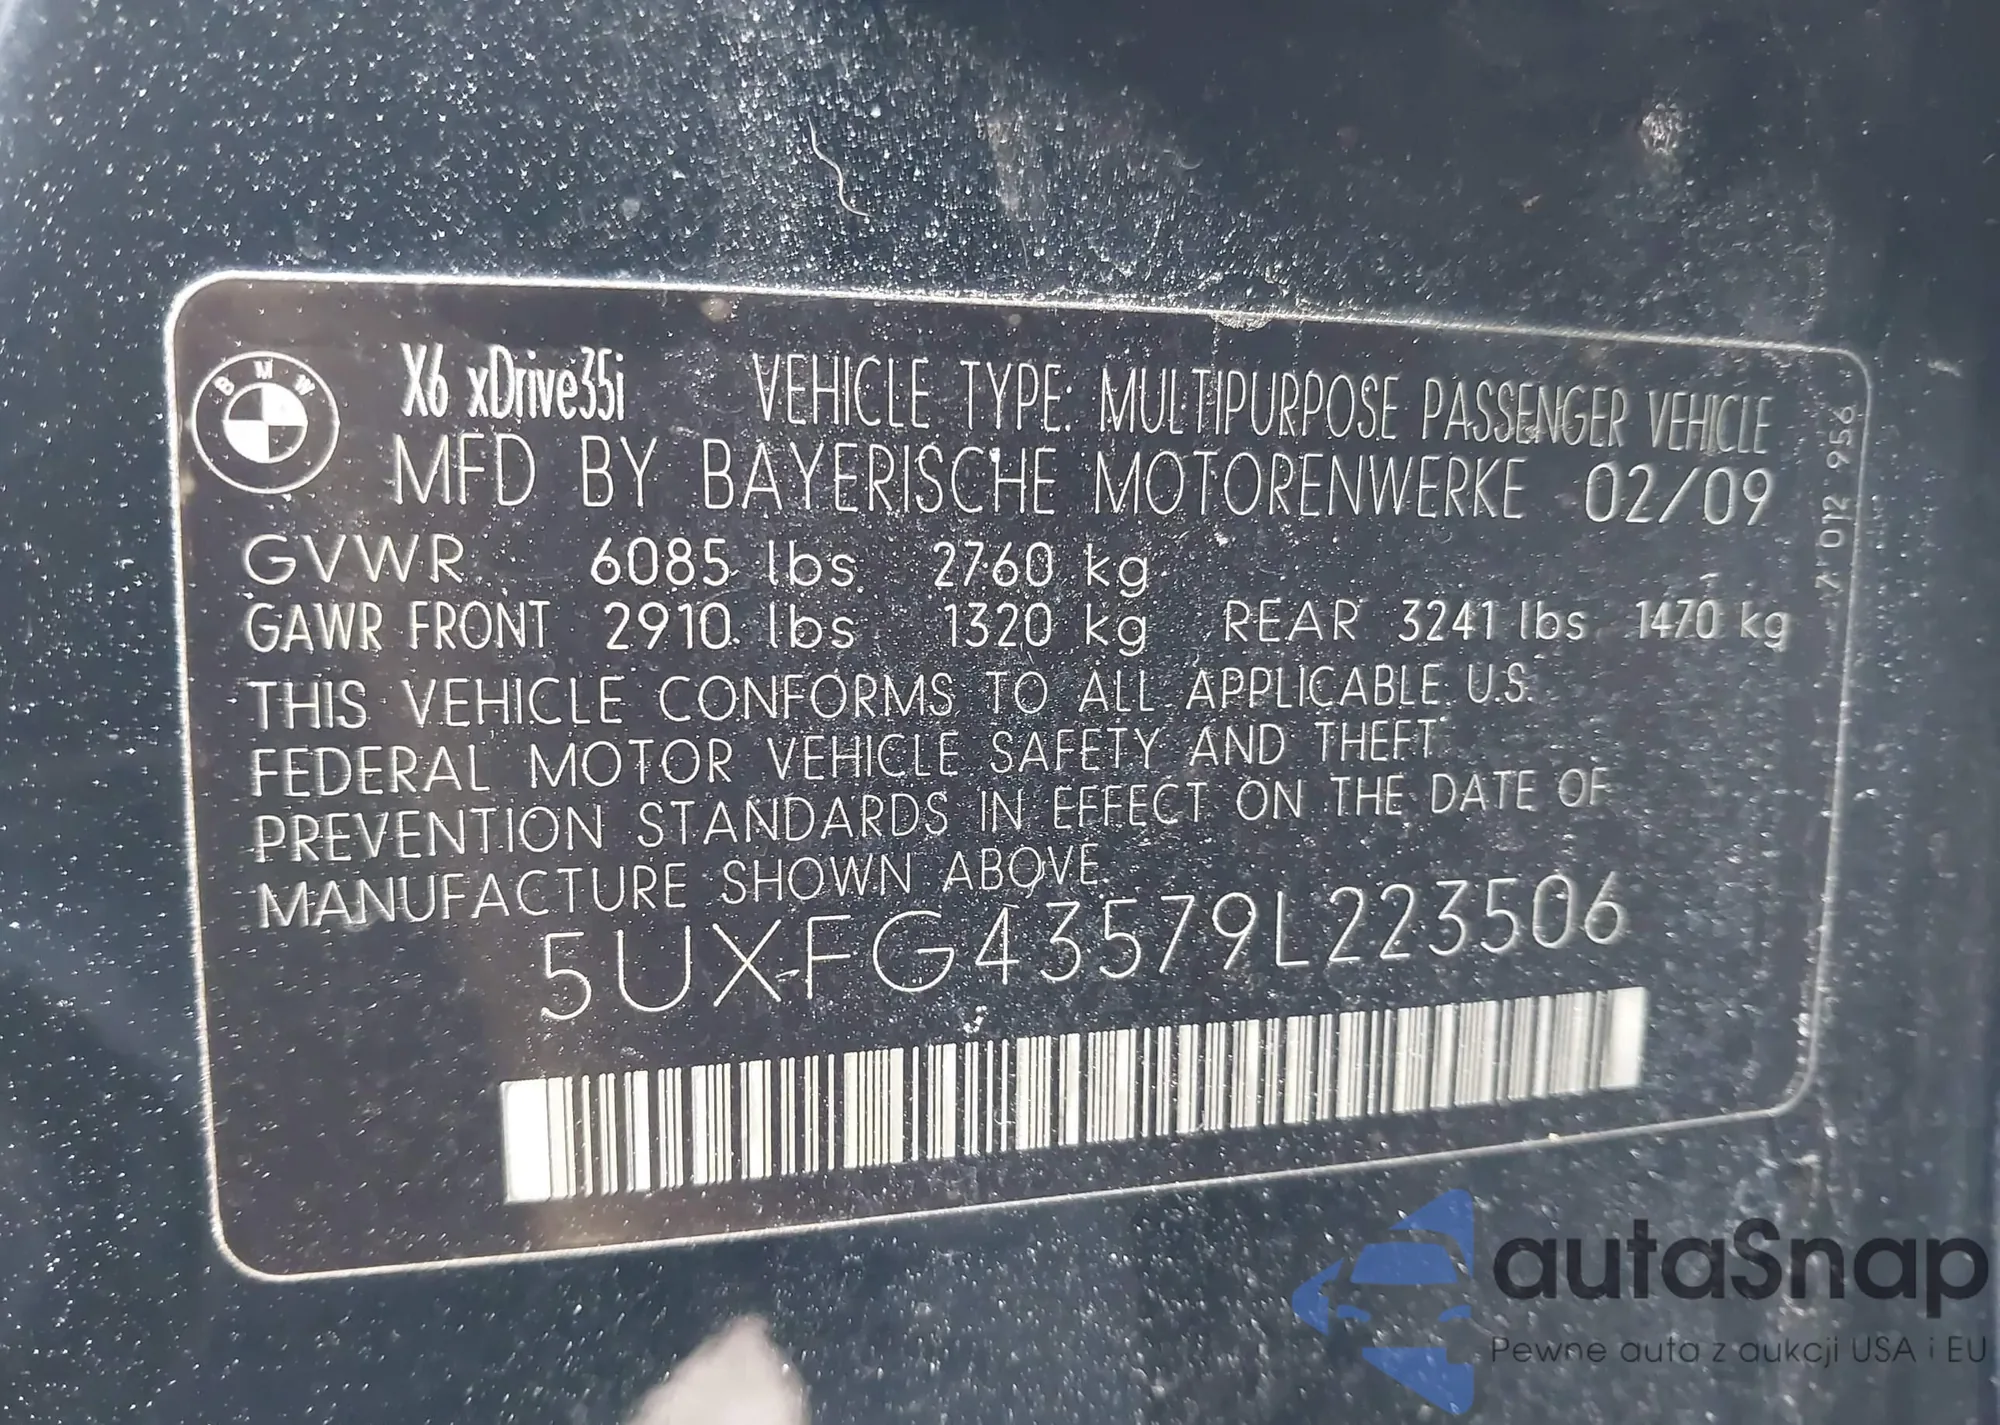 BMW
X6 xDrive35i VEHICLE TYPE: MULTIPURPOSE PASSENGER VEHICLE
MFD BY BAYERISCHE MOTORENWERKE 02/09
GVWR 6085 lbs 2760 kg
GAWR FRONT 2910 lbs 1320 kg REAR 3241 lbs 1470 kg
THIS VEHICLE CONFORMS TO ALL APPLICABLE U.S.
FEDERAL MOTOR VEHICLE SAFETY AND THEFT
PREVENTION STANDARDS IN EFFECT ON THE DATE OF
MANUFACTURE SHOWN ABOVE
5UXFG43579L223506
7 012 956
autaSnap
Pewne auta z aukcji USA i EU